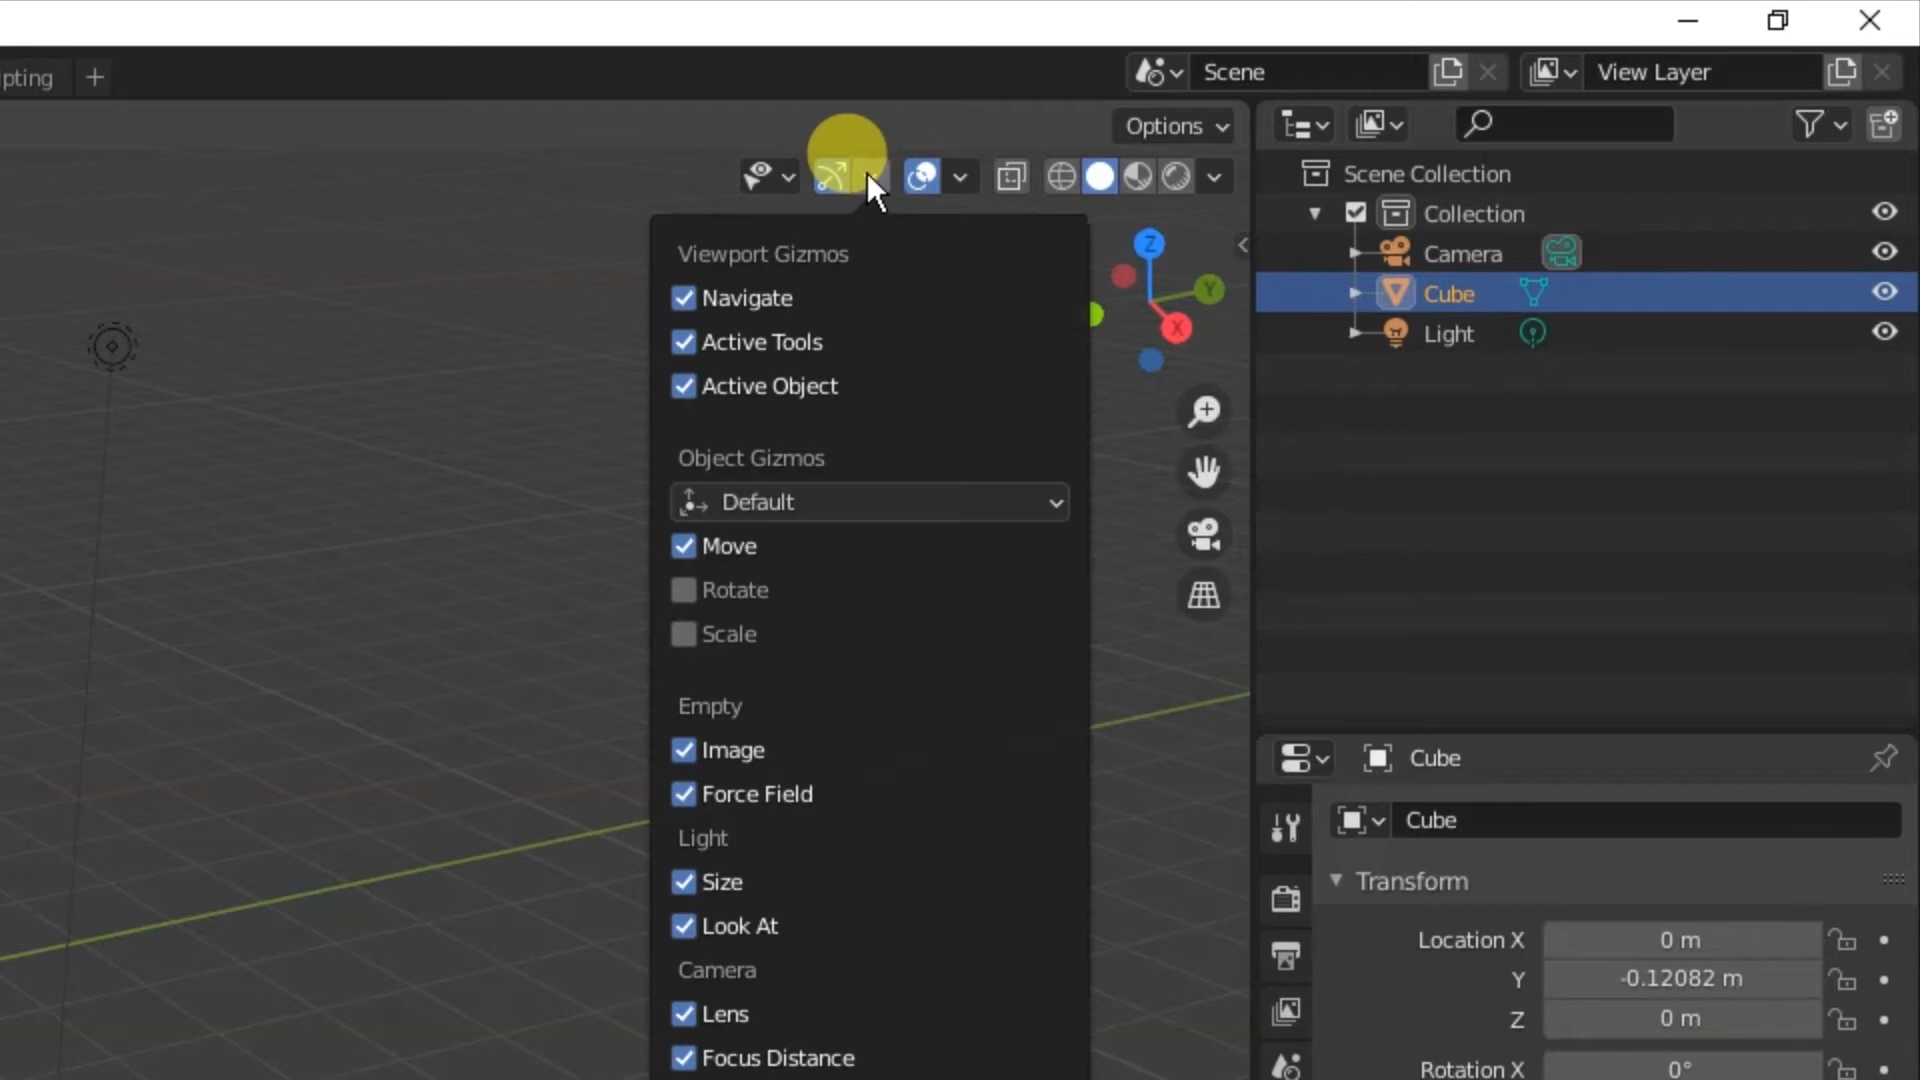 pting +
Scene
View Layer
Options
Scene Collection
Collection
Camera
Cube
Light
Viewport Gizmos
Navigate
Active Tools
Active Object
Object Gizmos
Default
Move
Rotate
Scale
Empty
Image
Force Field
Light
Size
Look At
Camera
Lens
Focus Distance
Z
Y
X
Cube
Cube
Transform
Location X 0 m
Y -0.12082 m
Z 0 m
Rotation X 0°